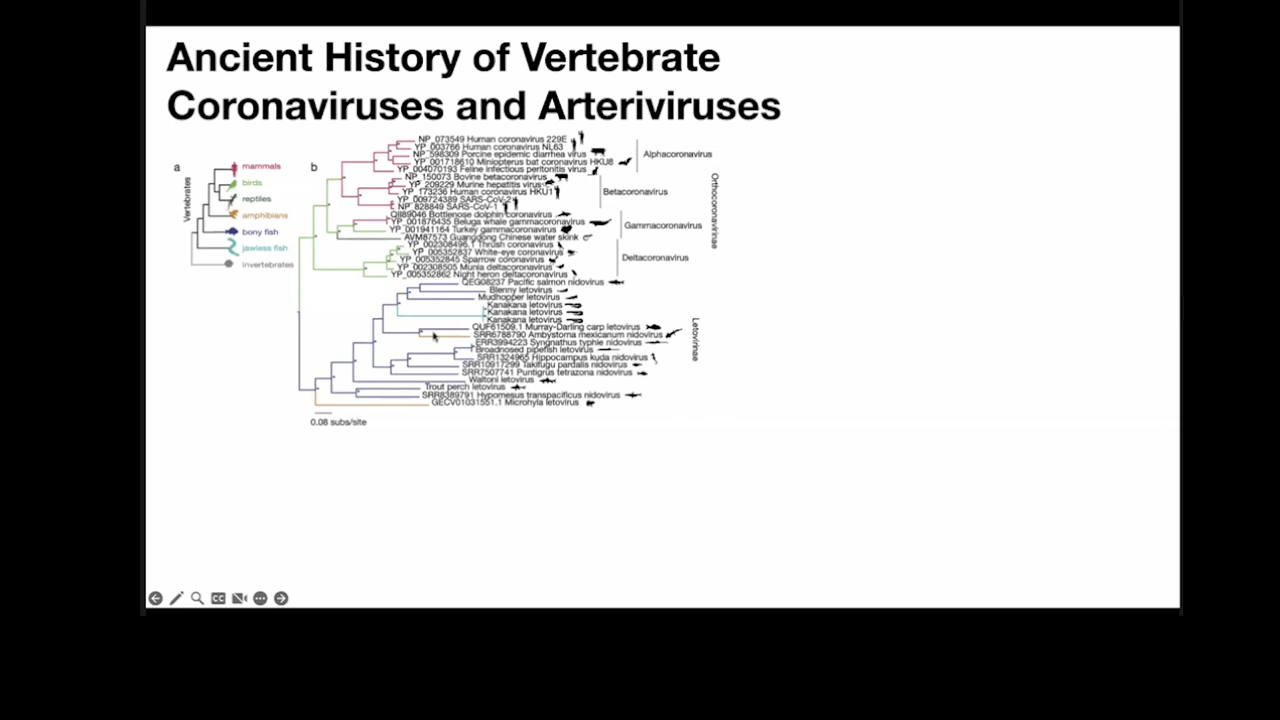 Ancient History of Vertebrate
Coronaviruses and Arteriviruses
a
Vertebrates
mammals
birds
reptiles
amphibians
bony fish
jawless fish
invertebrates
b
NP_073549 Human coronavirus 229E
YP_003766 Human coronavirus NL63
NP_598309 Porcine epidemic diarrhea virus
YP_001718610 Miniopterus bat coronavirus HKU8
YP_004070193 Feline infectious peritonitis virus
NP_150073 Bovine betacoronavirus
YP_209229 Murine hepatitis virus
YP_173236 Human coronavirus HKU1
YP_009724389 SARS-CoV-2
NP_828849 SARS-CoV-1
QII89046 Bottlenose dolphin coronavirus
YP_001876435 Beluga whale gammacoronavirus
YP_001941164 Turkey gammacoronavirus
AVM87573 Guangdong Chinese water skink
YP_002308496.1 Thrush coronavirus
YP_005352837 White-eye coronavirus
YP_005352845 Sparrow coronavirus
YP_002308505 Munia deltacoronavirus
YP_005352862 Night heron deltacoronavirus
QEG08237 Pacific salmon nidovirus
Blenny letovirus
Mudhopper letovirus
Kanakana letovirus
Kanakana letovirus
Kanakana letovirus
QUF61509.1 Murray-Darling carp letovirus
SRR6788790 Ambystoma mexicanum nidovirus
ERR3994223 Syngnathus typhle nidovirus
Broadnosed pipefish letovirus
SRR1324965 Hippocampus kuda nidovirus
SRR10917299 Takifugu pardalis nidovirus
SRR7507741 Puntigrus tetrazona nidovirus
Waltoni letovirus
Trout perch letovirus
SRR8389791 Hypomesus transpacificus nidovirus
GECV01031551.1 Microhyla letovirus
Alphacoronavirus
Betacoronavirus
Gammacoronavirus
Deltacoronavirus
Orthocoronavirinae
Letovirinae
0.08 subs/site
CC